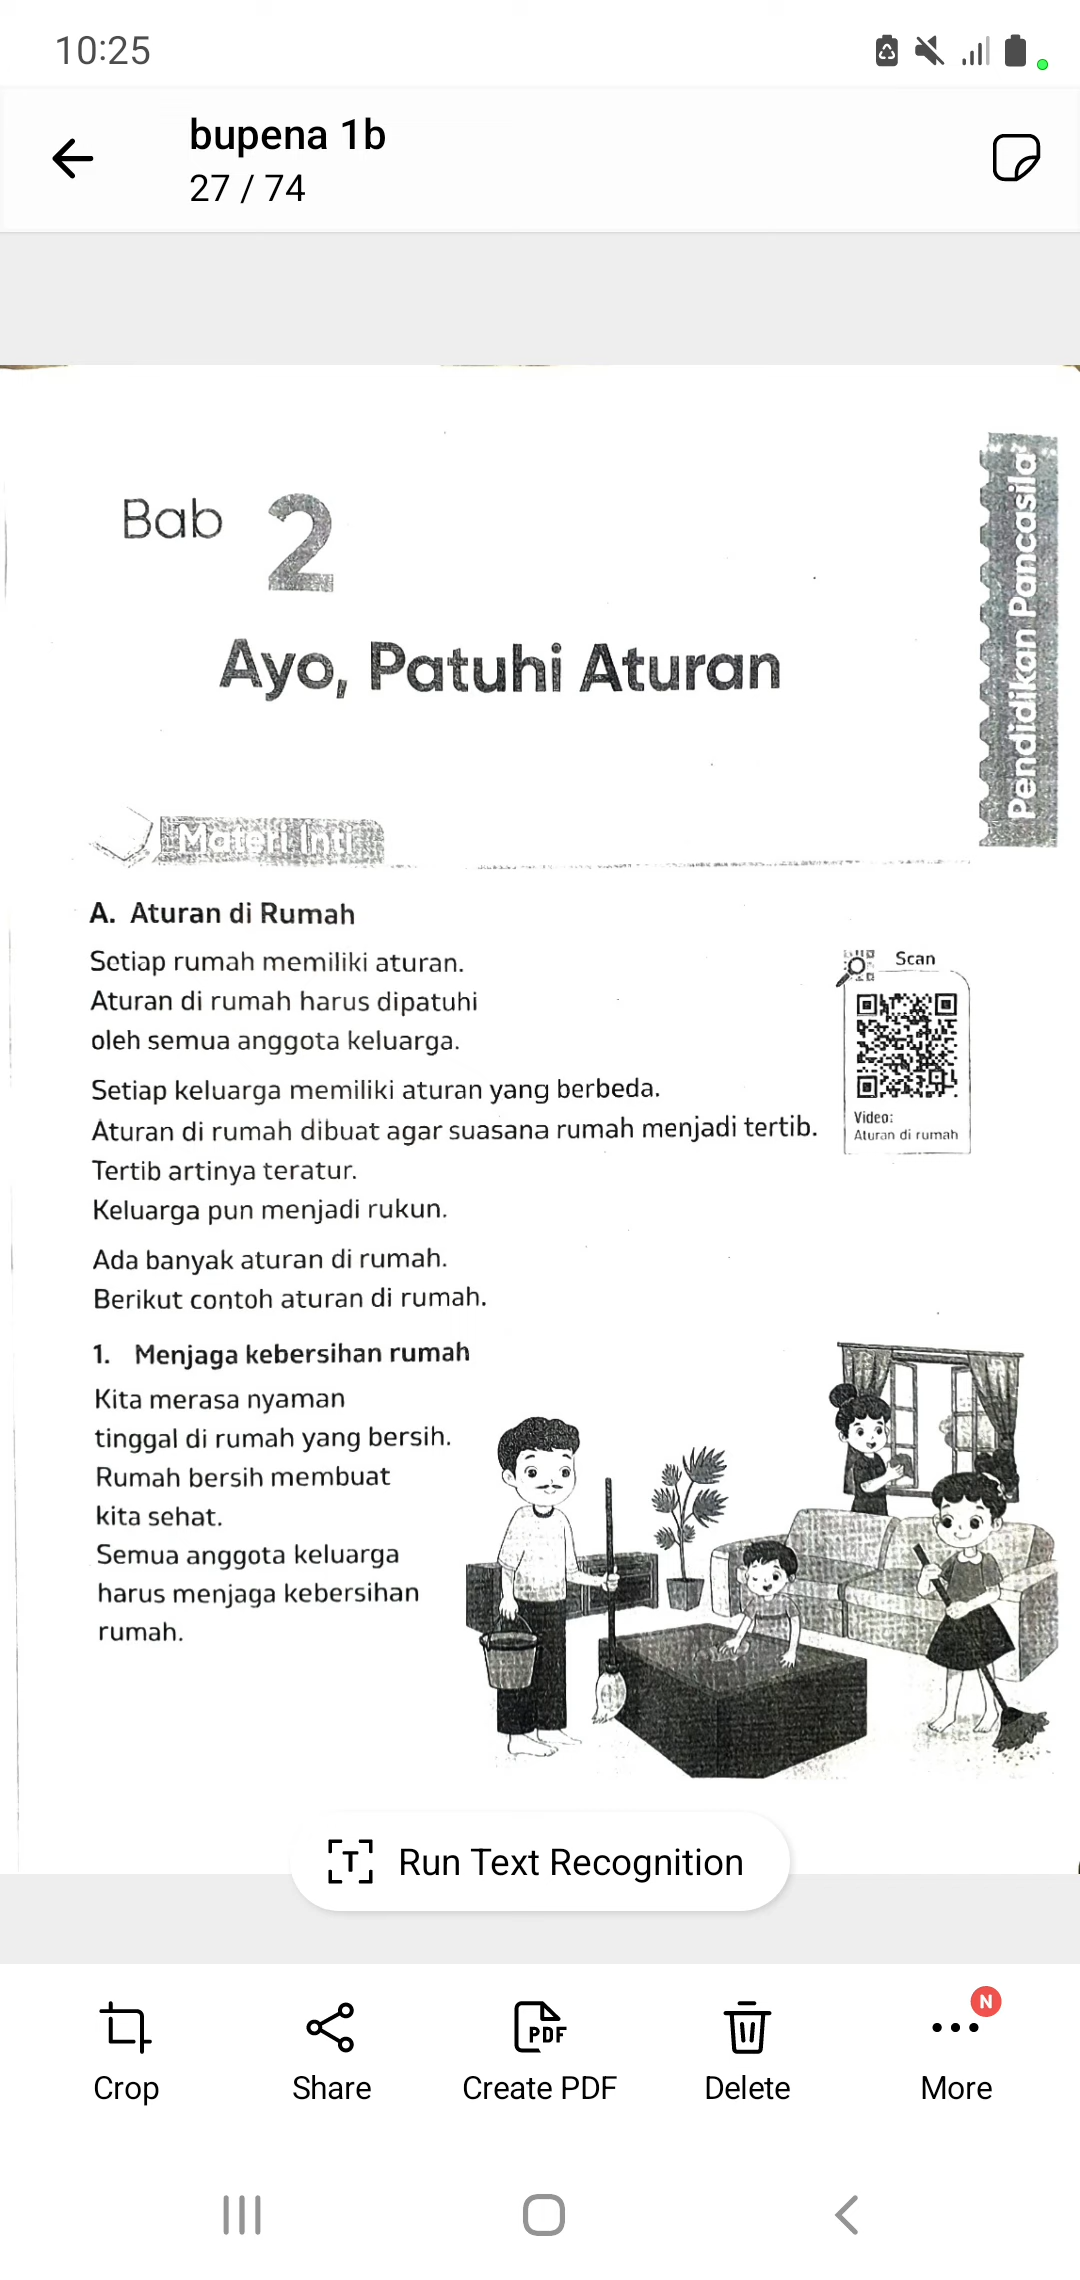 10:25
bupena 1b
27 / 74
Bab 2
Ayo, Patuhi Aturan
Pendidikan Pancasila
Materi Inti
A. Aturan di Rumah
Setiap rumah memiliki aturan.
Aturan di rumah harus dipatuhi
oleh semua anggota keluarga.
Scan
Video:
Aturan di rumah
Setiap keluarga memiliki aturan yang berbeda.
Aturan di rumah dibuat agar suasana rumah menjadi tertib.
Tertib artinya teratur.
Keluarga pun menjadi rukun.
Ada banyak aturan di rumah.
Berikut contoh aturan di rumah.
1. Menjaga kebersihan rumah
Kita merasa nyaman
tinggal di rumah yang bersih.
Rumah bersih membuat
kita sehat.
Semua anggota keluarga
harus menjaga kebersihan
rumah.
T Run Text Recognition
Crop
Share
PDF
Create PDF
Delete
N
More